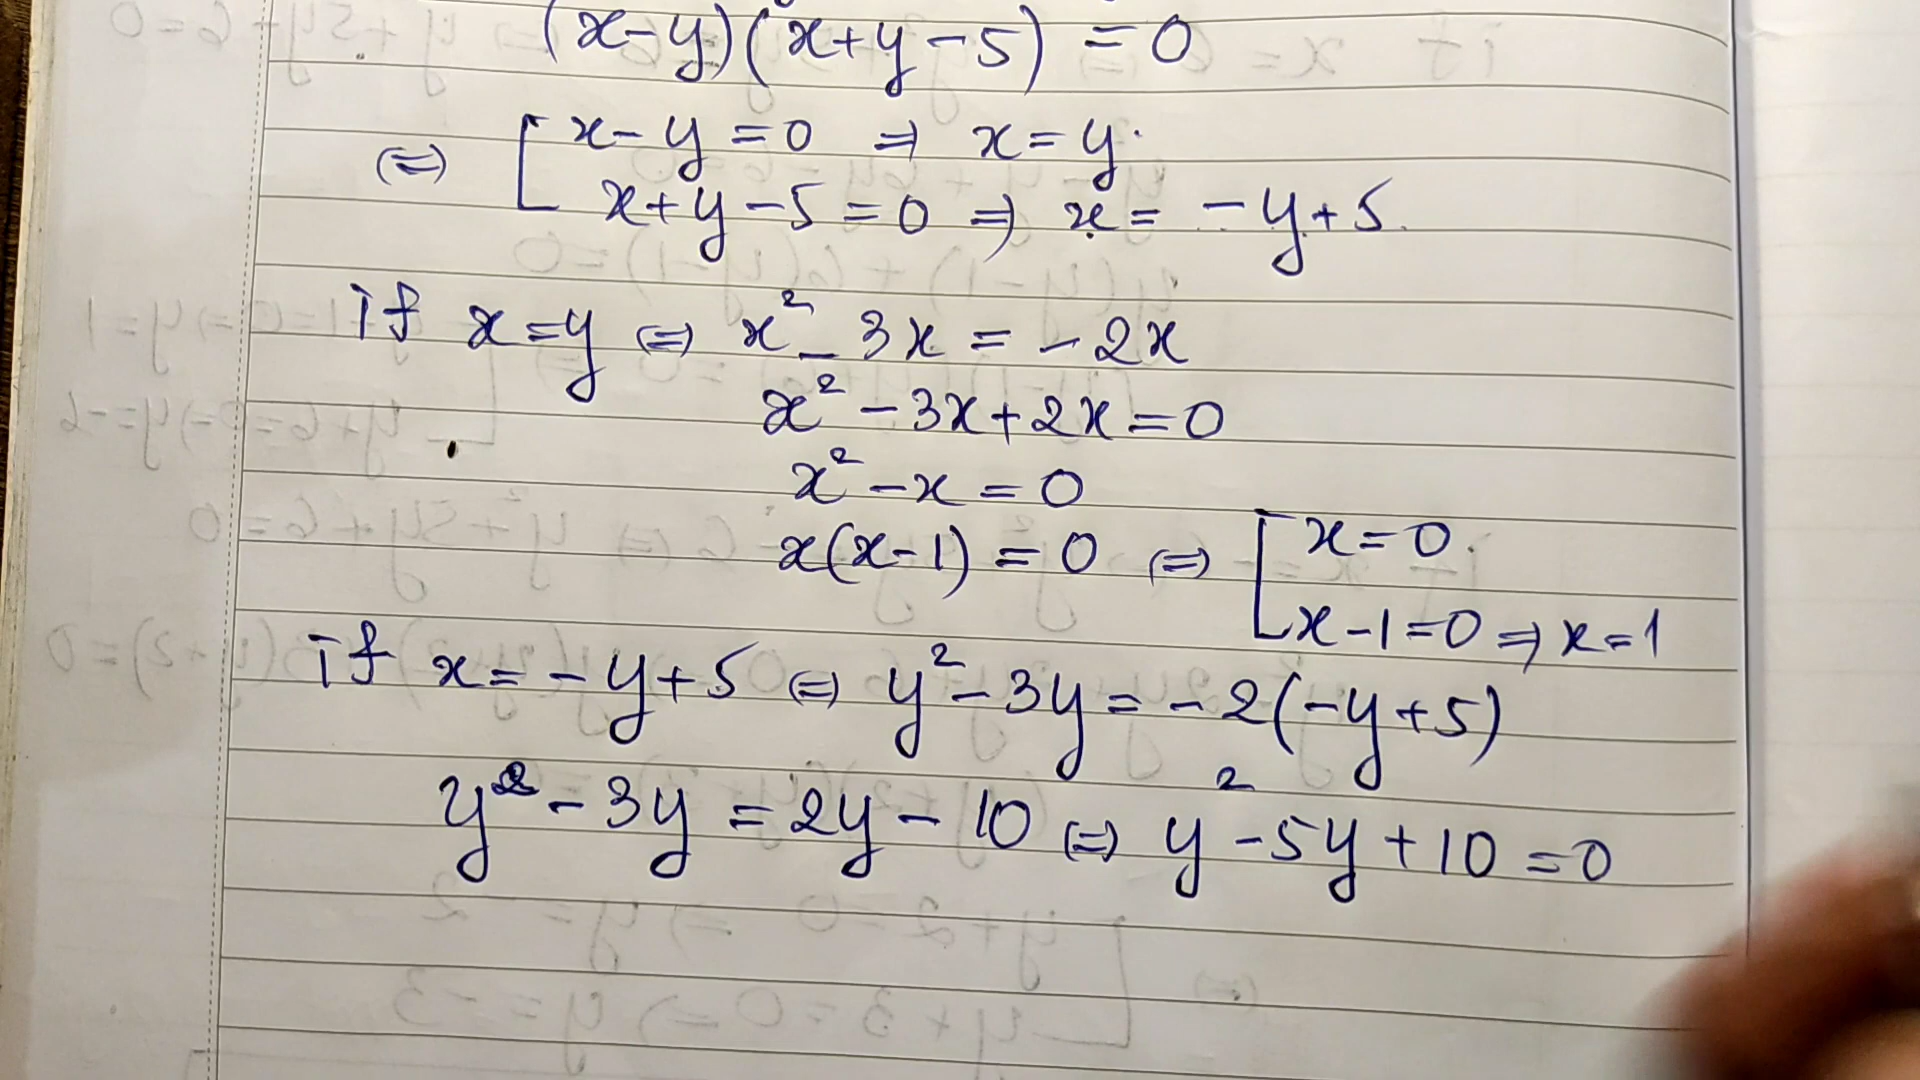 (x-y)(x+y-5) = 0
(=) [ x-y = 0 => x = y.
x+y-5 = 0 => x = -y+5.
if x=y (=) x² - 3x = -2x
x² - 3x + 2x = 0
x² - x = 0
x(x-1) = 0 (=) [ x = 0.
x-1 = 0 => x = 1
if x = -y+5 (=) y² - 3y = -2(-y+5)
y² - 3y = 2y - 10 (=) y² - 5y + 10 = 0